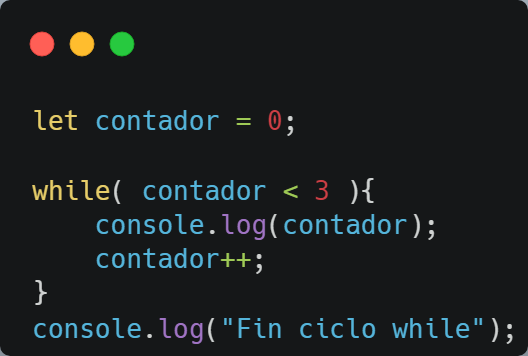 let contador = 0;
while( contador < 3 ){
console.log(contador);
contador++;
}
console.log("Fin ciclo while");